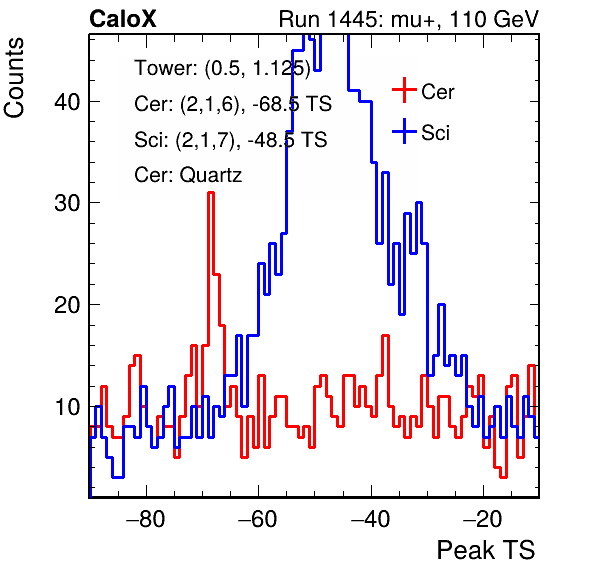 CaloX Run 1445: mu+, 110 GeV
Counts
Tower: (0.5, 1.125)
Cer: (2,1,6), -68.5 TS
Sci: (2,1,7), -48.5 TS
Cer: Quartz
Cer
Sci
40
30
20
10
−80 −60 −40 −20
Peak TS